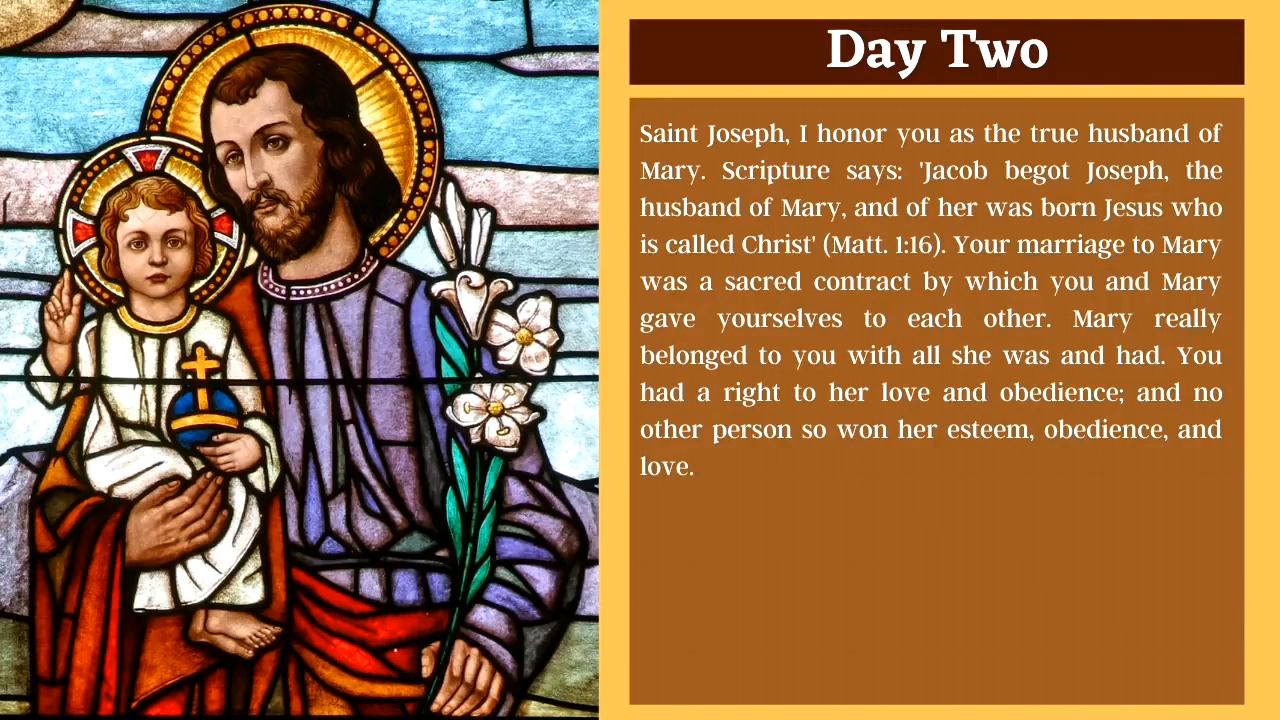 Day Two
Saint Joseph, I honor you as the true husband of
Mary. Scripture says: 'Jacob begot Joseph, the
husband of Mary, and of her was born Jesus who
is called Christ' (Matt. 1:16). Your marriage to Mary
was a sacred contract by which you and Mary
gave yourselves to each other. Mary really
belonged to you with all she was and had. You
had a right to her love and obedience; and no
other person so won her esteem, obedience, and
love.